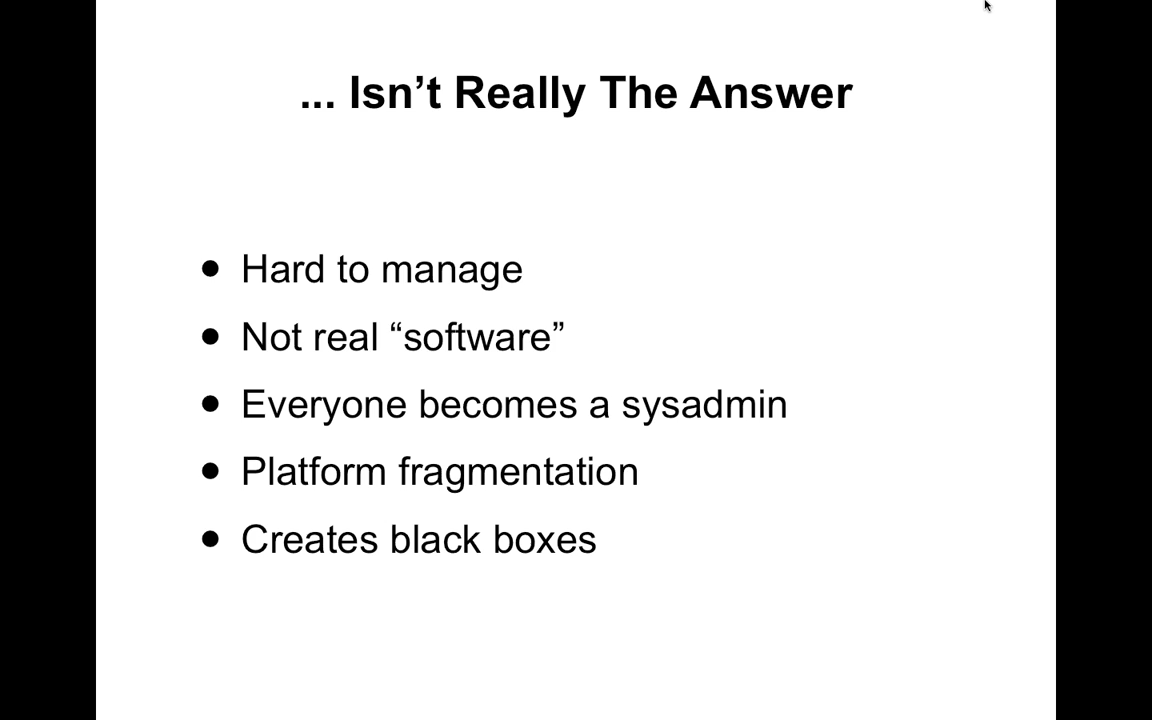 ... Isn’t Really The Answer
• Hard to manage
• Not real “software”
• Everyone becomes a sysadmin
• Platform fragmentation
• Creates black boxes